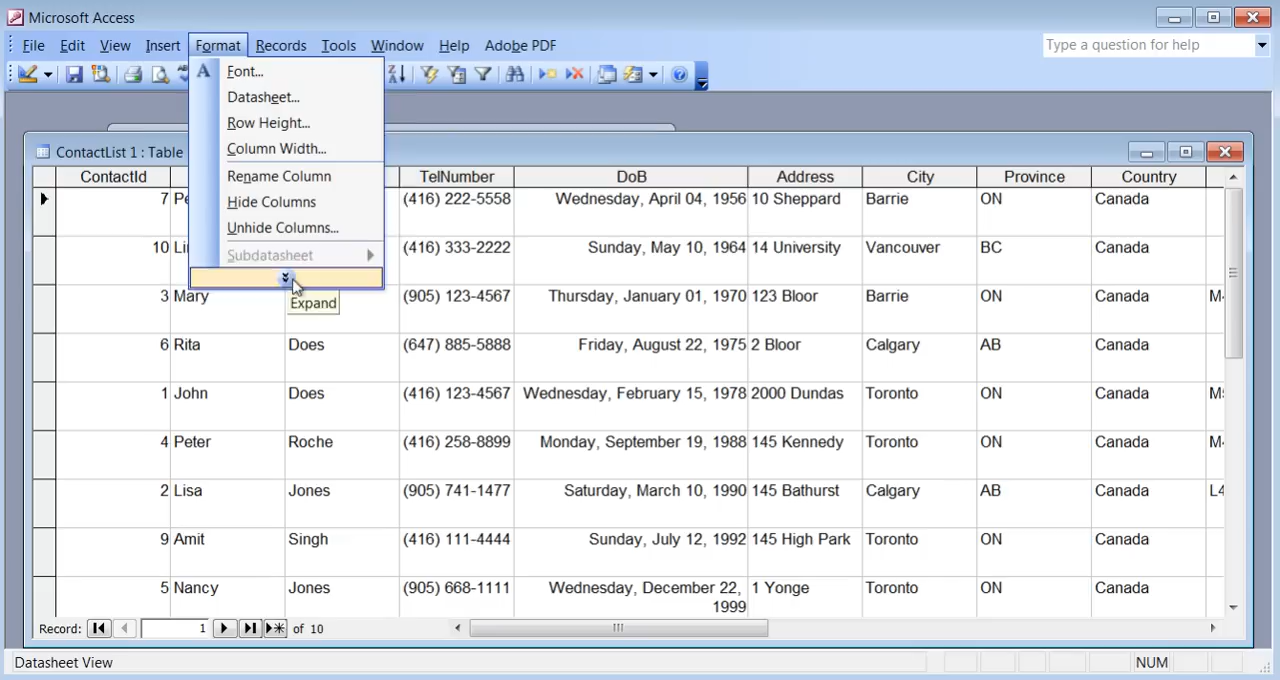 Microsoft Access
File Edit View Insert Format Records Tools Window Help Adobe PDF
Type a question for help
A Font...
Datasheet...
Row Height...
Column Width...
Rename Column
Hide Columns
Unhide Columns...
Subdatasheet
Expand
ContactList 1 : Table
ContactId TelNumber DoB Address City Province Country
7 (416) 222-5558 Wednesday, April 04, 1956 10 Sheppard Barrie ON Canada
10 (416) 333-2222 Sunday, May 10, 1964 14 University Vancouver BC Canada
3 Mary (905) 123-4567 Thursday, January 01, 1970 123 Bloor Barrie ON Canada
6 Rita Does (647) 885-5888 Friday, August 22, 1975 2 Bloor Calgary AB Canada
1 John Does (416) 123-4567 Wednesday, February 15, 1978 2000 Dundas Toronto ON Canada
4 Peter Roche (416) 258-8899 Monday, September 19, 1988 145 Kennedy Toronto ON Canada
2 Lisa Jones (905) 741-1477 Saturday, March 10, 1990 145 Bathurst Calgary AB Canada L4
9 Amit Singh (416) 111-4444 Sunday, July 12, 1992 145 High Park Toronto ON Canada
5 Nancy Jones (905) 668-1111 Wednesday, December 22, 1 Yonge Toronto ON Canada
1999
Record: 1 of 10
Datasheet View NUM